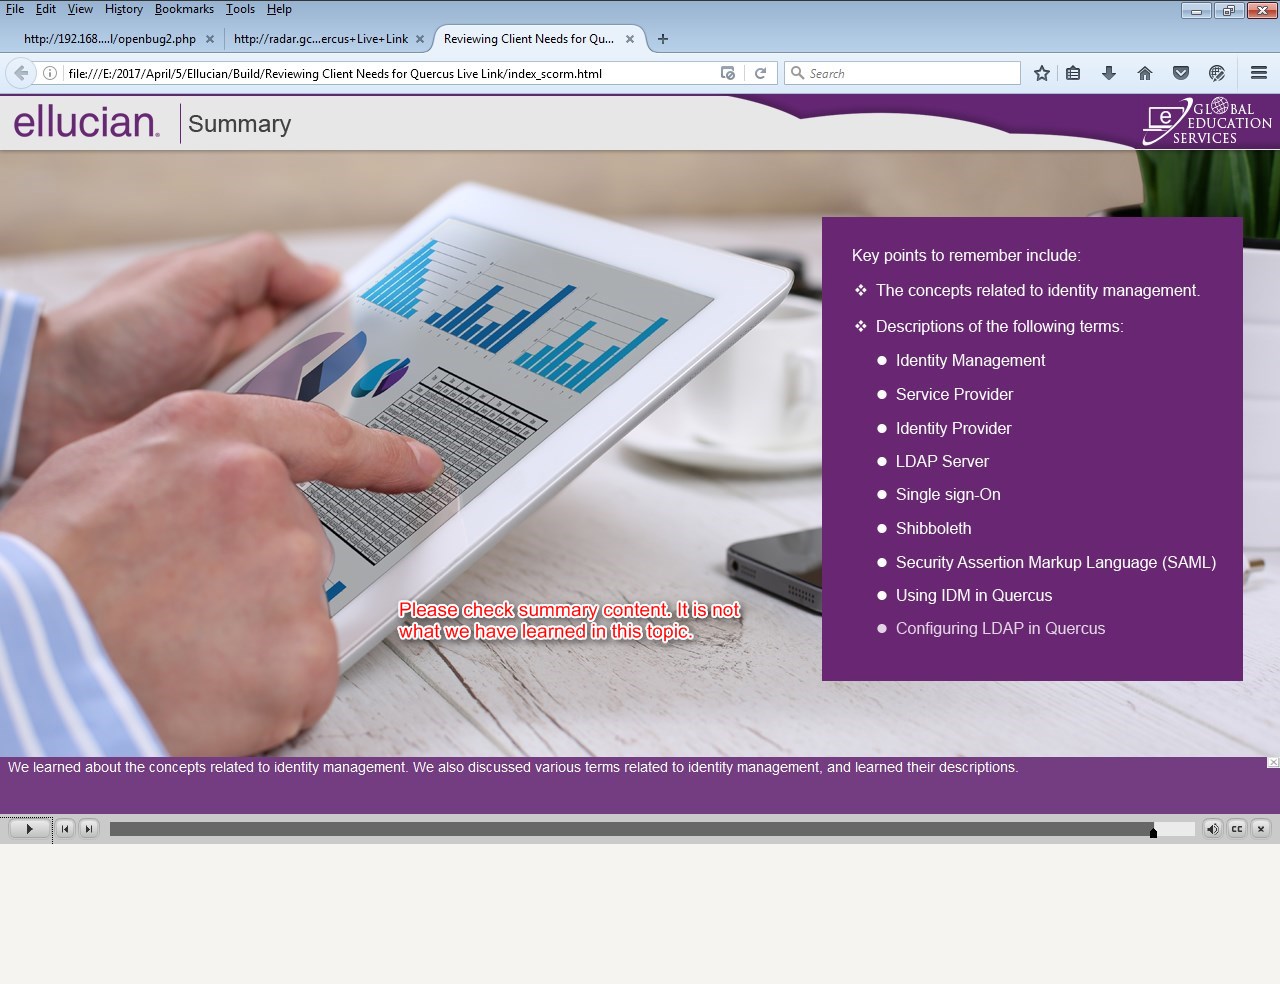 File Edit View History Bookmarks Tools Help
http://192.168....l/openbug2.php
http://radar.gc...ercus+Live+Link
Reviewing Client Needs for Qu...
file:///E:/2017/April/5/Ellucian/Build/Reviewing Client Needs for Quercus Live Link/index_scorm.html
Search
ellucian.
Summary
e
GLOBAL
EDUCATION
SERVICES
Key points to remember include:
The concepts related to identity management.
Descriptions of the following terms:
Identity Management
Service Provider
Identity Provider
LDAP Server
Single sign-On
Shibboleth
Security Assertion Markup Language (SAML)
Using IDM in Quercus
Configuring LDAP in Quercus
Please check summary content. It is not
what we have learned in this topic.
We learned about the concepts related to identity management. We also discussed various terms related to identity management, and learned their descriptions.
CC